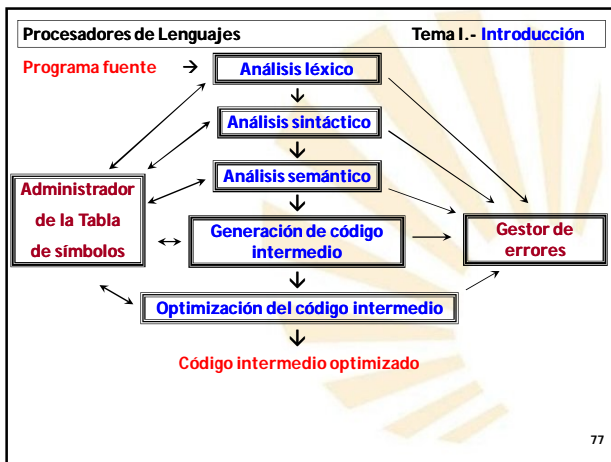 Procesadores de Lenguajes Tema I.- Introducción
Programa fuente → Análisis léxico
Análisis sintáctico
Análisis semántico
Administrador
de la Tabla
de símbolos
Generación de código
intermedio
Gestor de
errores
Optimización del código intermedio
Código intermedio optimizado
77